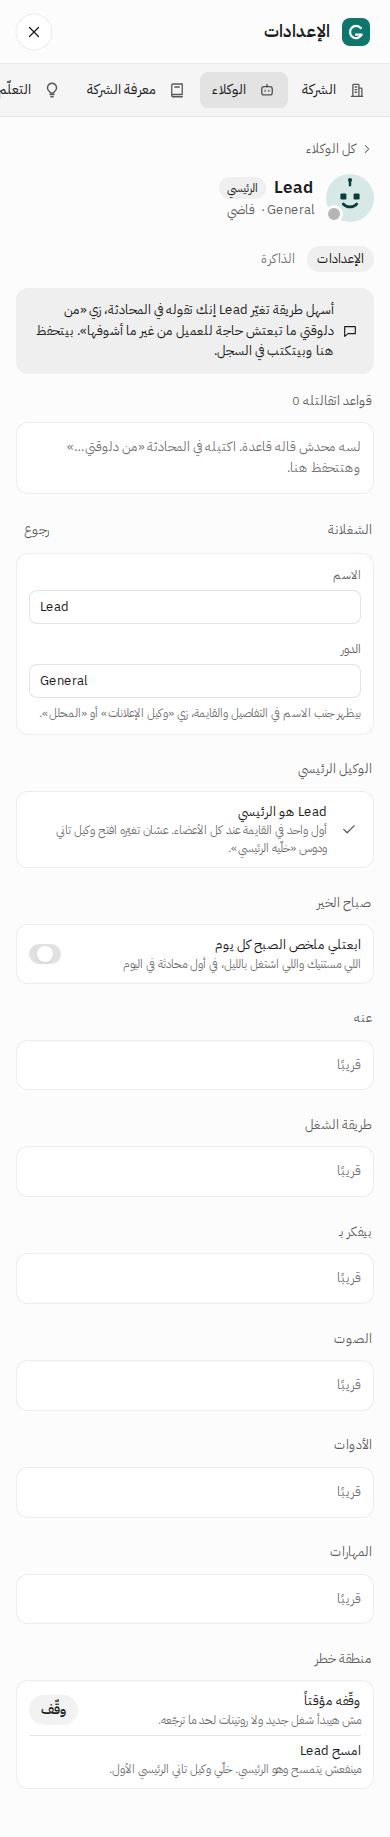 الإعدادات
الشركة
الوكلاء
معرفة الشركة
كل الوكلاء
Lead الرئيسي
General · فاضي
الإعدادات
الذاكرة
أسهل طريقة تغيّر Lead إنك تقوله في المحادثة، زي «من
دلوقتي ما تبعتش حاجة للعميل من غير ما أشوفها». بيتحفظ
هنا وبيتكتب في السجل.
قواعد اتقالتله 0
لسه محدش قاله قاعدة. اكتبله في المحادثة «من دلوقتي...»
وهتتحفظ هنا.
الشغلانة
رجوع
الاسم
Lead
الدور
General
بيظهر جنب الاسم في التفاصيل والقايمة، زي «وكيل الإعلانات» أو «المحلل».
الوكيل الرئيسي
Lead هو الرئيسي
أول واحد في القايمة عند كل الأعضاء. عشان تغيّره افتح وكيل تاني
ودوس «خلّيه الرئيسي».
صباح الخير
ابعتلي ملخص الصبح كل يوم
اللي مستنيك واللي اشتغل بالليل، في أول محادثة في اليوم
عنه
قريبًا
طريقة الشغل
قريبًا
بيفكر بـ
قريبًا
الصوت
قريبًا
الأدوات
قريبًا
المهارات
قريبًا
منطقة خطر
وقّفه مؤقتاً
مش هيبدأ شغل جديد ولا روتينات لحد ما ترجّعه.
وقّف
امسح Lead
مينفعش يتمسح وهو الرئيسي. خلّي وكيل تاني الرئيسي الأول.